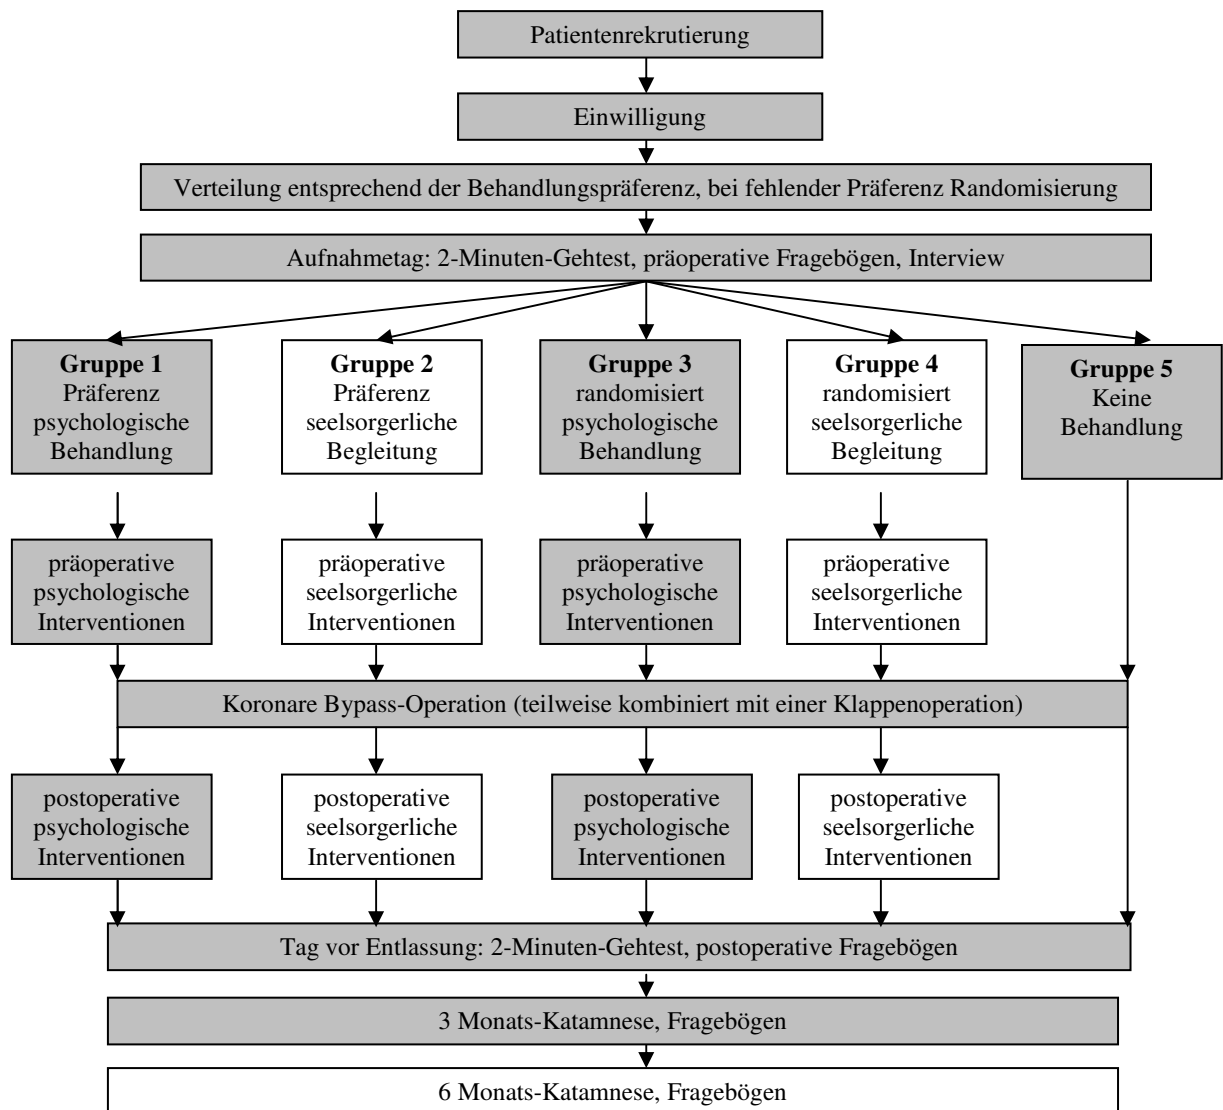 Patientenrekrutierung
Einwilligung
Verteilung entsprechend der Behandlungspräferenz, bei fehlender Präferenz Randomisierung
Aufnahmetag: 2-Minuten-Gehtest, präoperative Fragebögen, Interview
Gruppe 1
Präferenz
psychologische
Behandlung
Gruppe 2
Präferenz
seelsorgerliche
Begleitung
Gruppe 3
randomisiert
psychologische
Behandlung
Gruppe 4
randomisiert
seelsorgerliche
Begleitung
Gruppe 5
Keine
Behandlung
präoperative
psychologische
Interventionen
präoperative
seelsorgerliche
Interventionen
präoperative
psychologische
Interventionen
präoperative
seelsorgerliche
Interventionen
Koronare Bypass-Operation (teilweise kombiniert mit einer Klappenoperation)
postoperative
psychologische
Interventionen
postoperative
seelsorgerliche
Interventionen
postoperative
psychologische
Interventionen
postoperative
seelsorgerliche
Interventionen
Tag vor Entlassung: 2-Minuten-Gehtest, postoperative Fragebögen
3 Monats-Katamnese, Fragebögen
6 Monats-Katamnese, Fragebögen